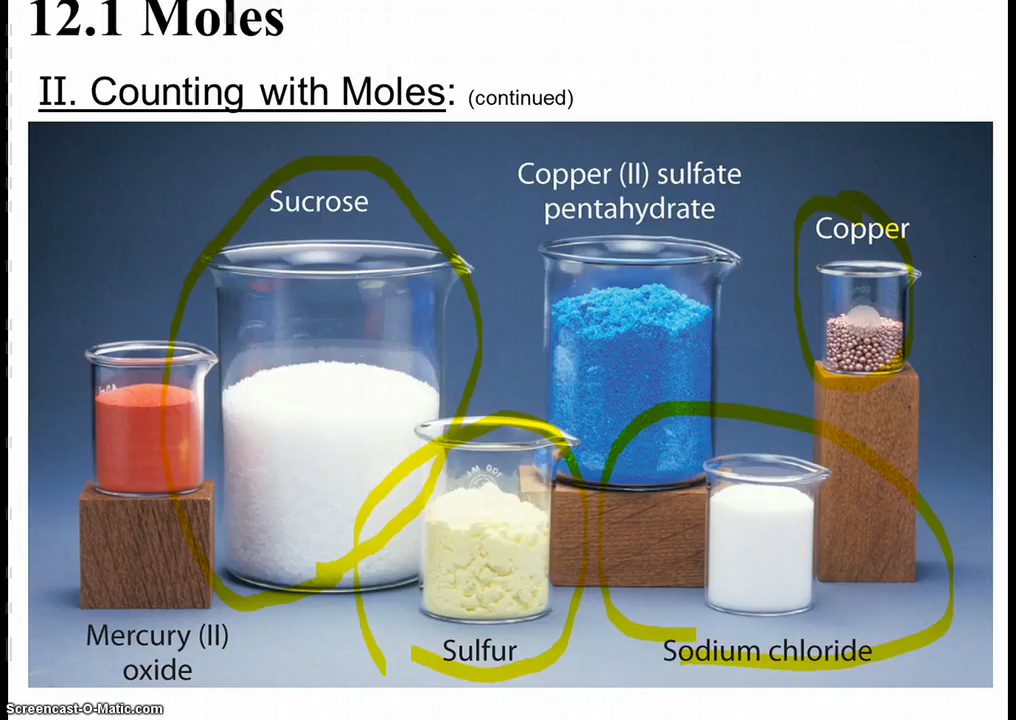 12.1 Moles
II. Counting with Moles: (continued)
Sucrose
Copper (II) sulfate
pentahydrate
Copper
Mercury (II)
oxide
Sulfur
Sodium chloride
Screencast-O-Matic.com